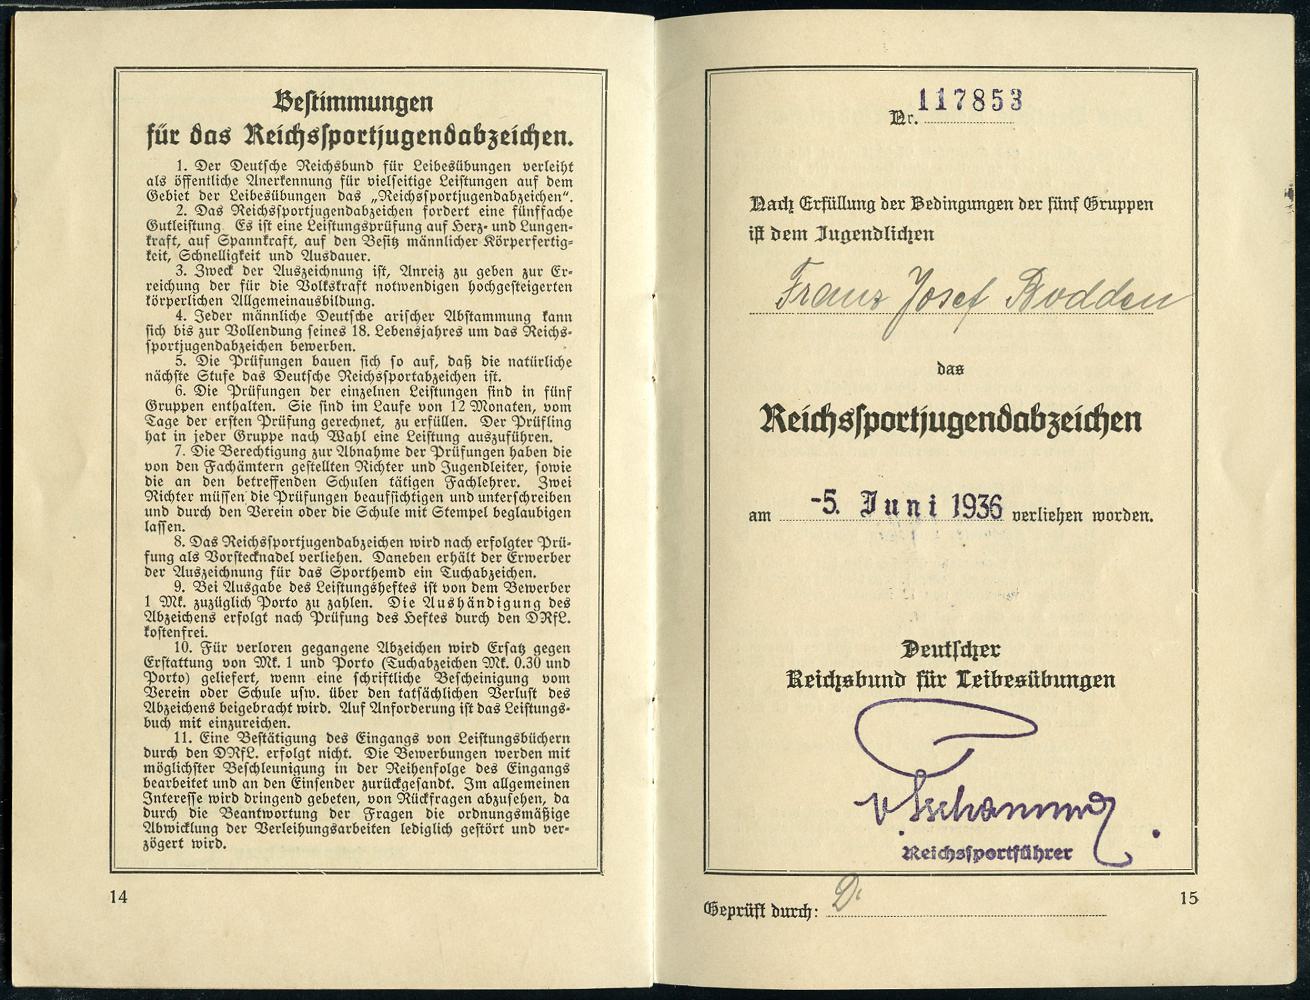 Bestimmungen
für das Reichssportjugendabzeichen.
1. Der Deutsche Reichsbund für Leibesübungen verleiht
als öffentliche Anerkennung für vielseitige Leistungen auf dem
Gebiet der Leibesübungen das „Reichssportjugendabzeichen“.
2. Das Reichssportjugendabzeichen fordert eine fünffache
Gutleistung. Es ist eine Leistungsprüfung auf Herz- und Lungen-
kraft, auf Spannkraft, auf den Besitz männlicher Körperfertig-
keit, Schnelligkeit und Ausdauer.
3. Zweck der Auszeichnung ist, Anreiz zu geben zur Er-
reichung der für die Volkskraft notwendigen hochgesteigerten
körperlichen Allgemeinausbildung.
4. Jeder männliche Deutsche arischer Abstammung kann
sich bis zur Vollendung seines 18. Lebensjahres um das Reichs-
sportjugendabzeichen bewerben.
5. Die Prüfungen bauen sich so auf, daß die natürliche
nächste Stufe das Deutsche Reichssportabzeichen ist.
6. Die Prüfungen der einzelnen Leistungen sind in fünf
Gruppen enthalten. Sie sind im Laufe von 12 Monaten, vom
Tage der ersten Prüfung gerechnet, zu erfüllen. Der Prüfling
hat in jeder Gruppe nach Wahl eine Leistung auszuführen.
7. Die Berechtigung zur Abnahme der Prüfungen haben die
von den Fachämtern gestellten Richter und Jugendleiter, sowie
die an den betreffenden Schulen tätigen Fachlehrer. Zwei
Richter müssen die Prüfungen beaufsichtigen und unterschreiben
und durch den Verein oder die Schule mit Stempel beglaubigen
lassen.
8. Das Reichssportjugendabzeichen wird nach erfolgter Prü-
fung als Vorstecknadel verliehen. Daneben erhält der Erwerber
der Auszeichnung für das Sporthemd ein Tuchabzeichen.
9. Bei Ausgabe des Leistungsheftes ist von dem Bewerber
1 Mk. zuzüglich Porto zu zahlen. Die Aushändigung des
Abzeichens erfolgt nach Prüfung des Heftes durch den DRfL.
kostenfrei.
10. Für verloren gegangene Abzeichen wird Ersatz gegen
Erstattung von Mk. 1 und Porto (Tuchabzeichen Mk. 0.30 und
Porto) geliefert, wenn eine schriftliche Bescheinigung vom
Verein oder Schule usw. über den tatsächlichen Verlust des
Abzeichens beigebracht wird. Auf Anforderung ist das Leistungs-
buch mit einzureichen.
11. Eine Bestätigung des Eingangs von Leistungsbüchern
durch den DRfL. erfolgt nicht. Die Bewerbungen werden mit
möglichster Beschleunigung in der Reihenfolge des Eingangs
bearbeitet und an den Einsender zurückgesandt. Im allgemeinen
Interesse wird dringend gebeten, von Rückfragen abzusehen, da
durch die Beantwortung der Fragen die ordnungsmäßige
Abwicklung der Verleihungsarbeiten lediglich gestört und ver-
zögert wird.
14
Nr. 117853
Nach Erfüllung der Bedingungen der fünf Gruppen
ist dem Jugendlichen
Franz Josef Rodden
das
Reichssportjugendabzeichen
am -5. Juni 1936 verliehen worden.
Deutscher
Reichsbund für Leibesübungen
v. Tschammer
Reichssportführer
15
Geprüft durch: